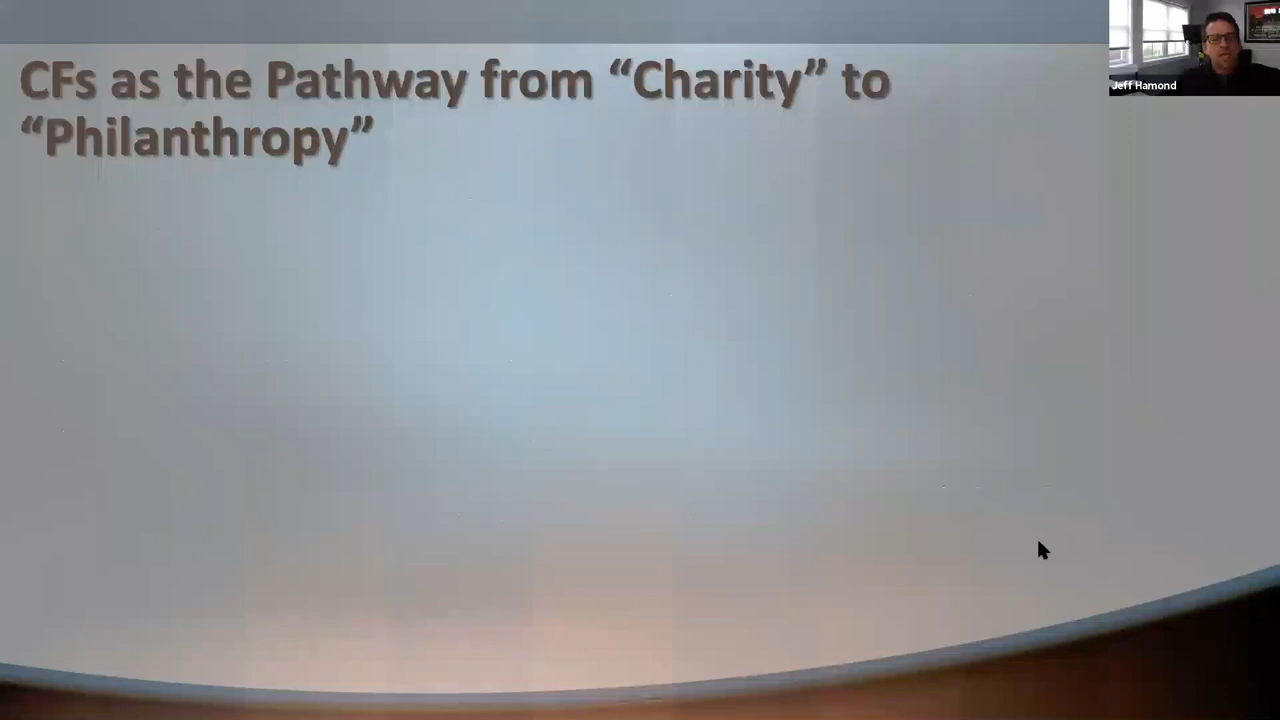 CFs as the Pathway from “Charity” to
“Philanthropy”
Jeff Hamond